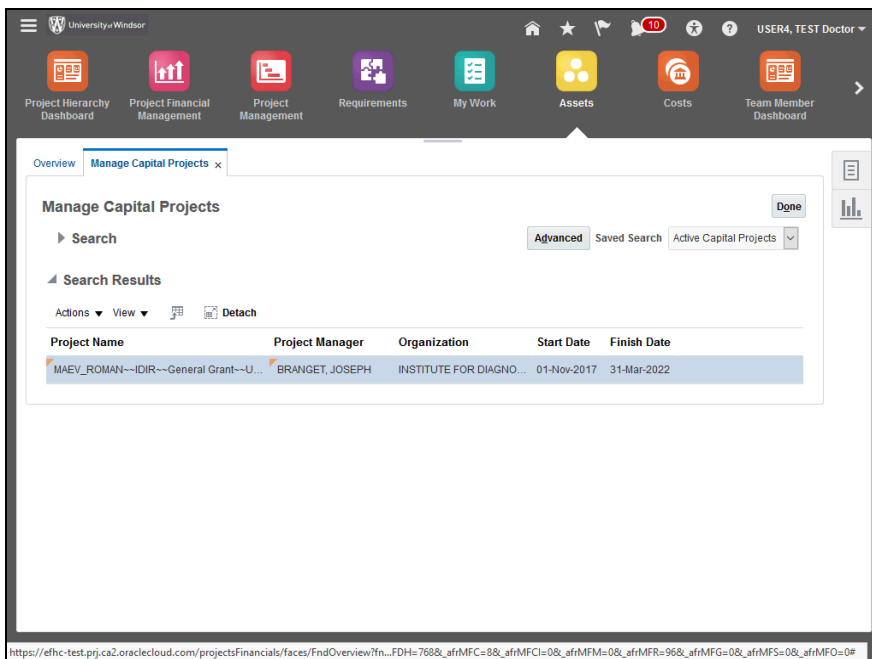 University of Windsor
10
?
USER4, TEST Doctor
Project Hierarchy Dashboard
Project Financial Management
Project Management
Requirements
My Work
Assets
Costs
Team Member Dashboard
Overview
Manage Capital Projects x
Manage Capital Projects
Done
Search
Advanced Saved Search Active Capital Projects
Search Results
Actions View Detach
Project Name Project Manager Organization Start Date Finish Date
MAEV_ROMAN~~IDIR~~General Grant~~U... BRANGET, JOSEPH INSTITUTE FOR DIAGNO... 01-Nov-2017 31-Mar-2022
https://efhc-test.prj.ca2.oraclecloud.com/projectsFinancials/faces/FndOverview?fn...FDH=768&_afrMFC=8&_afrMFCI=0&_afrMFM=0&_afrMFR=96&_afrMFG=0&_afrMFS=0&_afrMFO=0#